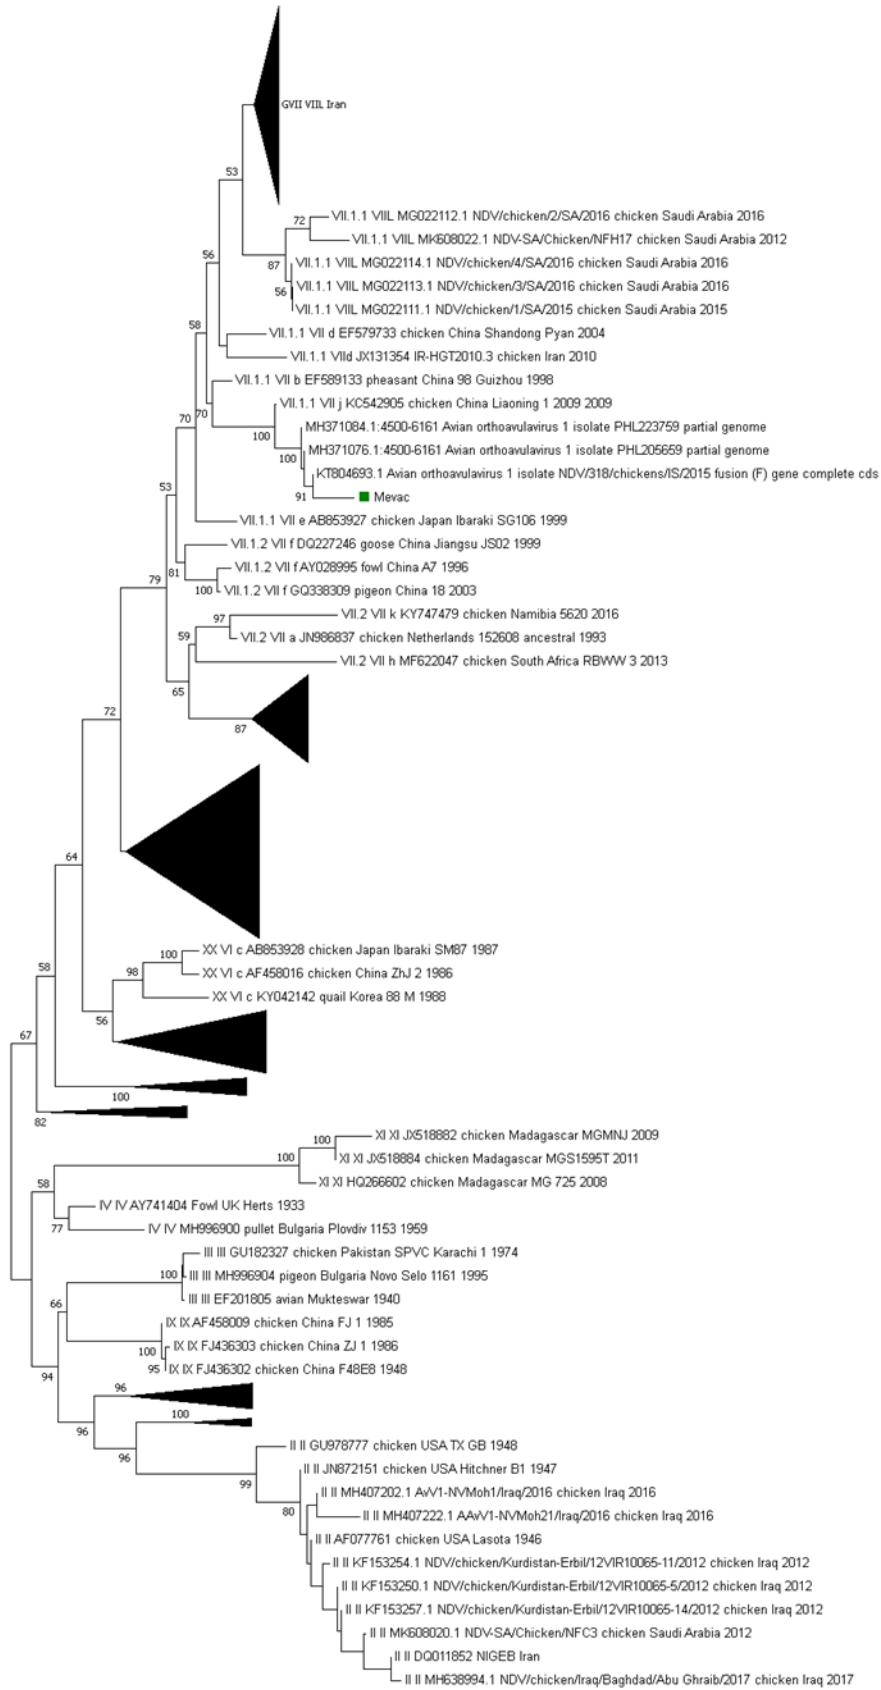 GVII VIIL Iran
53
VII.1.1 VIIL MG022112.1 NDV/chicken/2/SA/2016 chicken Saudi Arabia 2016
72
VII.1.1 VIIL MK608022.1 NDV-SA/Chicken/NFH17 chicken Saudi Arabia 2012
56
87
VII.1.1 VIIL MG022114.1 NDV/chicken/4/SA/2016 chicken Saudi Arabia 2016
VII.1.1 VIIL MG022113.1 NDV/chicken/3/SA/2016 chicken Saudi Arabia 2016
56
VII.1.1 VIIL MG022111.1 NDV/chicken/1/SA/2015 chicken Saudi Arabia 2015
58
VII.1.1 VII d EF579733 chicken China Shandong Pyan 2004
VII.1.1 VIId JX131354 IR-HGT2010.3 chicken Iran 2010
VII.1.1 VII b EF589133 pheasant China 98 Guizhou 1998
VII.1.1 VII j KC542905 chicken China Liaoning 1 2009 2009
70
70
MH371084.1:4500-6161 Avian orthoavulavirus 1 isolate PHL223759 partial genome
100
MH371076.1:4500-6161 Avian orthoavulavirus 1 isolate PHL205659 partial genome
100
KT804693.1 Avian orthoavulavirus 1 isolate NDV/318/chickens/IS/2015 fusion (F) gene complete cds
53
91
Mevac
VII.1.1 VII e AB853927 chicken Japan Ibaraki SG106 1999
VII.1.2 VII f DQ227246 goose China Jiangsu JS02 1999
VII.1.2 VII f AY028995 fowl China A7 1996
81
79
100
VII.1.2 VII f GQ338309 pigeon China 18 2003
VII.2 VII k KY747479 chicken Namibia 5620 2016
97
VII.2 VII a JN986837 chicken Netherlands 152608 ancestral 1993
59
VII.2 VII h MF622047 chicken South Africa RBWW 3 2013
65
72
87
64
XX VI c AB853928 chicken Japan Ibaraki SM87 1987
100
58
XX VI c AF458016 chicken China ZhJ 2 1986
98
XX VI c KY042142 quail Korea 88 M 1988
56
67
100
82
XI XI JX518882 chicken Madagascar MGMNJ 2009
100
XI XI JX518884 chicken Madagascar MGS1595T 2011
100
XI XI HQ266602 chicken Madagascar MG 725 2008
58
IV IV AY741404 Fowl UK Herts 1933
77
IV IV MH996900 pullet Bulgaria Plovdiv 1153 1959
III III GU182327 chicken Pakistan SPVC Karachi 1 1974
100
III III MH996904 pigeon Bulgaria Novo Selo 1161 1995
III III EF201805 avian Mukteswar 1940
66
IX IX AF458009 chicken China FJ 1 1985
IX IX FJ436303 chicken China ZJ 1 1986
100
95
IX IX FJ436302 chicken China F48E8 1948
94
96
100
96
II II GU978777 chicken USA TX GB 1948
96
II II JN872151 chicken USA Hitchner B1 1947
99
II II MH407202.1 AvV1-NVMoh1/Iraq/2016 chicken Iraq 2016
80
II II MH407222.1 AAvV1-NVMoh21/Iraq/2016 chicken Iraq 2016
II II AF077761 chicken USA Lasota 1946
II II KF153254.1 NDV/chicken/Kurdistan-Erbil/12VIR10065-11/2012 chicken Iraq 2012
II II KF153250.1 NDV/chicken/Kurdistan-Erbil/12VIR10065-5/2012 chicken Iraq 2012
II II KF153257.1 NDV/chicken/Kurdistan-Erbil/12VIR10065-14/2012 chicken Iraq 2012
II II MK608020.1 NDV-SA/Chicken/NFC3 chicken Saudi Arabia 2012
II II DQ011852 NIGEB Iran
II II MH638994.1 NDV/chicken/Iraq/Baghdad/Abu Ghraib/2017 chicken Iraq 2017